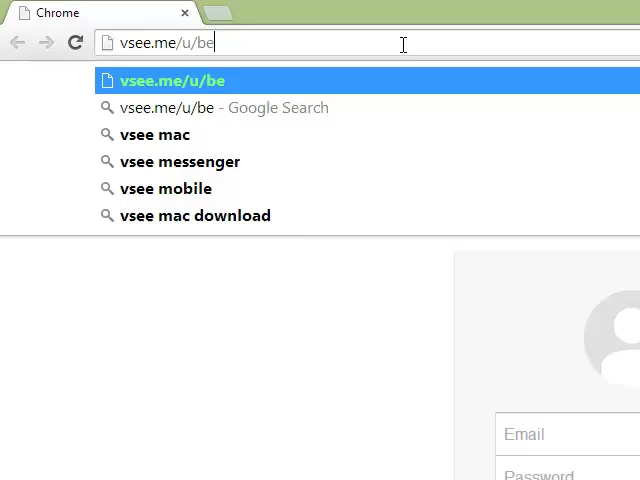 Chrome
vsee.me/u/be
vsee.me/u/be
vsee.me/u/be - Google Search
vsee mac
vsee messenger
vsee mobile
vsee mac download
Email
Password